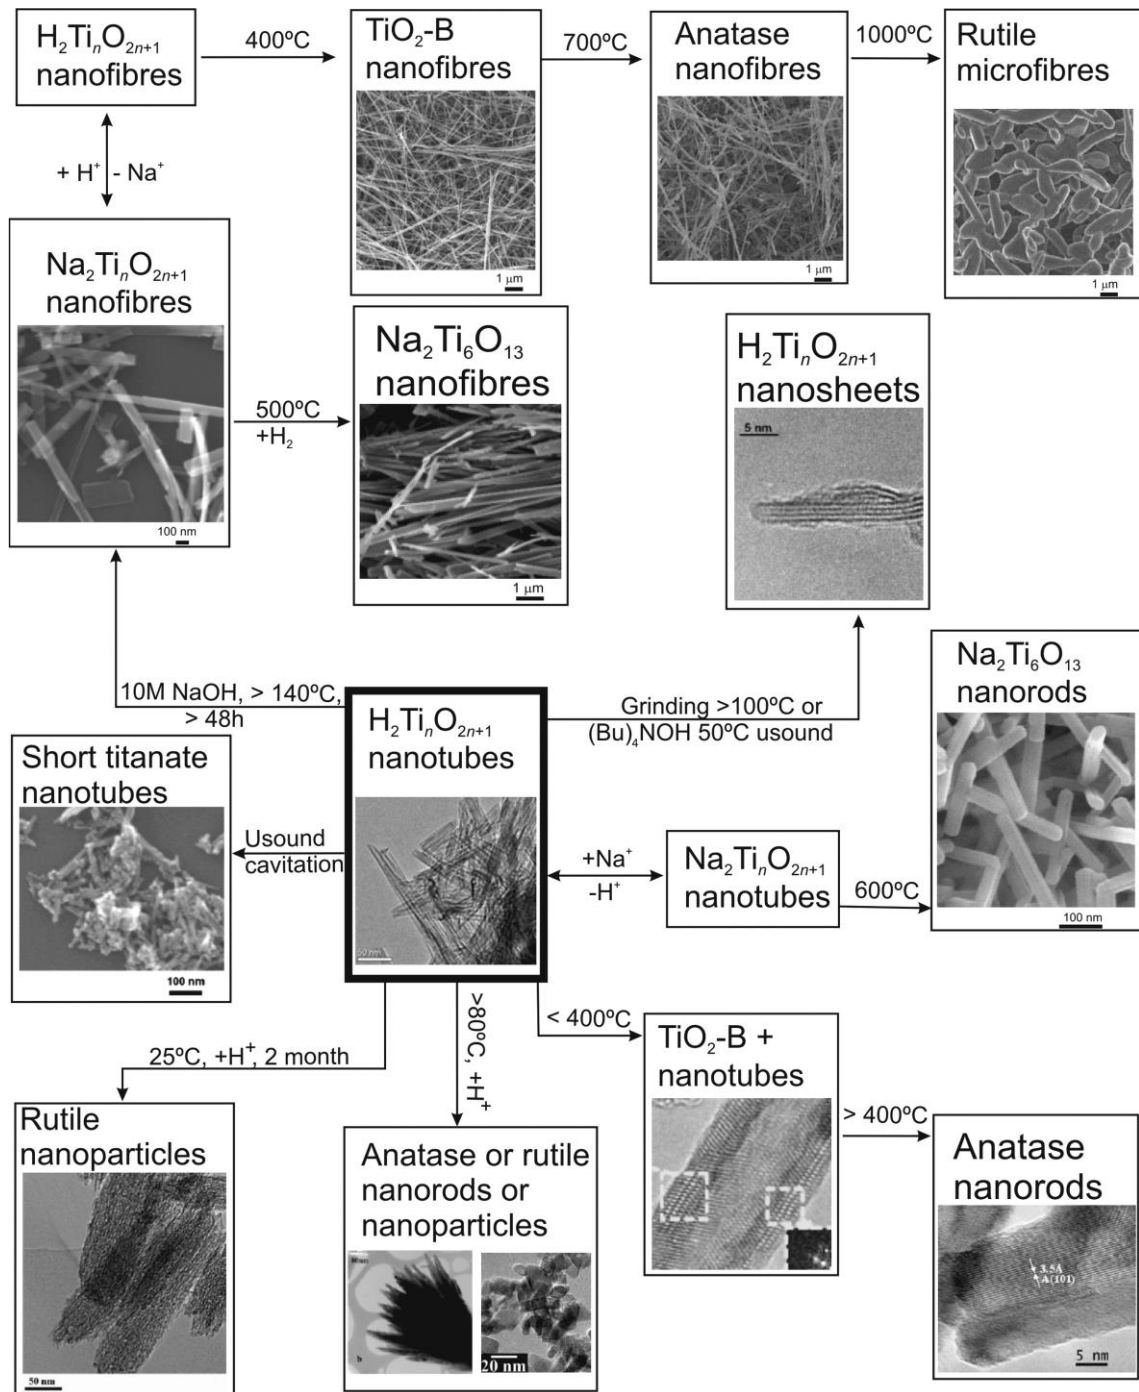 H₂TiₙO₂ₙ₊₁
nanofibres
400ºC
TiO₂-B
nanofibres
1 μm
700ºC
Anatase
nanofibres
1 μm
1000ºC
Rutile
microfibres
1 μm
+ H⁺
- Na⁺
Na₂TiₙO₂ₙ₊₁
nanofibres
100 nm
500ºC
+H₂
Na₂Ti₆O₁₃
nanofibres
1 μm
H₂TiₙO₂ₙ₊₁
nanosheets
5 nm
10M NaOH, > 140ºC,
> 48h
Grinding >100ºC or
(Bu)₄NOH 50ºC usound
Na₂Ti₆O₁₃
nanorods
100 nm
Short titanate
nanotubes
100 nm
Usound
cavitation
H₂TiₙO₂ₙ₊₁
nanotubes
50 nm
+Na⁺
-H⁺
Na₂TiₙO₂ₙ₊₁
nanotubes
600ºC
25ºC, +H⁺, 2 month
>80ºC, +H⁺
< 400ºC
Rutile
nanoparticles
50 nm
Anatase or rutile
nanorods or
nanoparticles
b
20 nm
TiO₂-B +
nanotubes
> 400ºC
Anatase
nanorods
3.5A
A(101)
5 nm